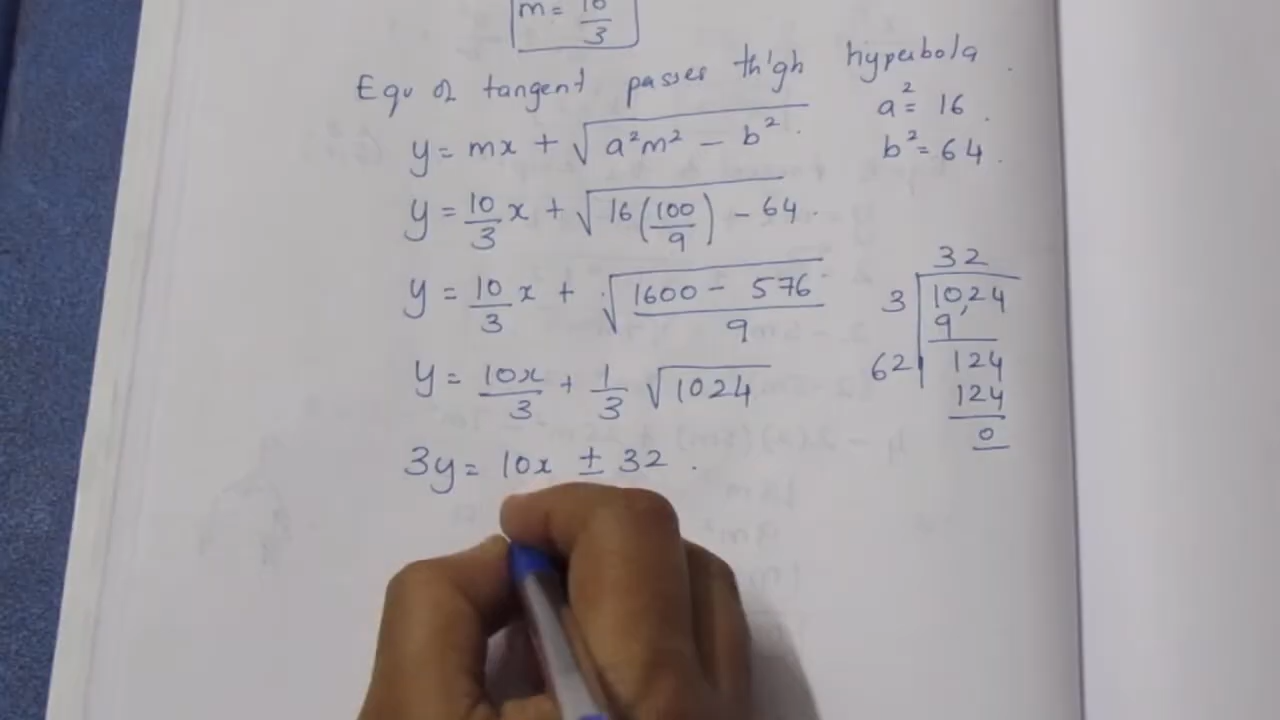 m = 10/3
Equ of tangent passes th'gh hyperbola.
a² = 16.
b² = 64.
y = mx + √(a²m² - b²).
y = 10/3 x + √(16(100/9) - 64).
y = 10/3 x + √((1600 - 576)/9)
y = 10x/3 + 1/3 √1024
3y = 10x ± 32.
32
3 | 10,24
9
62 | 124
124
0